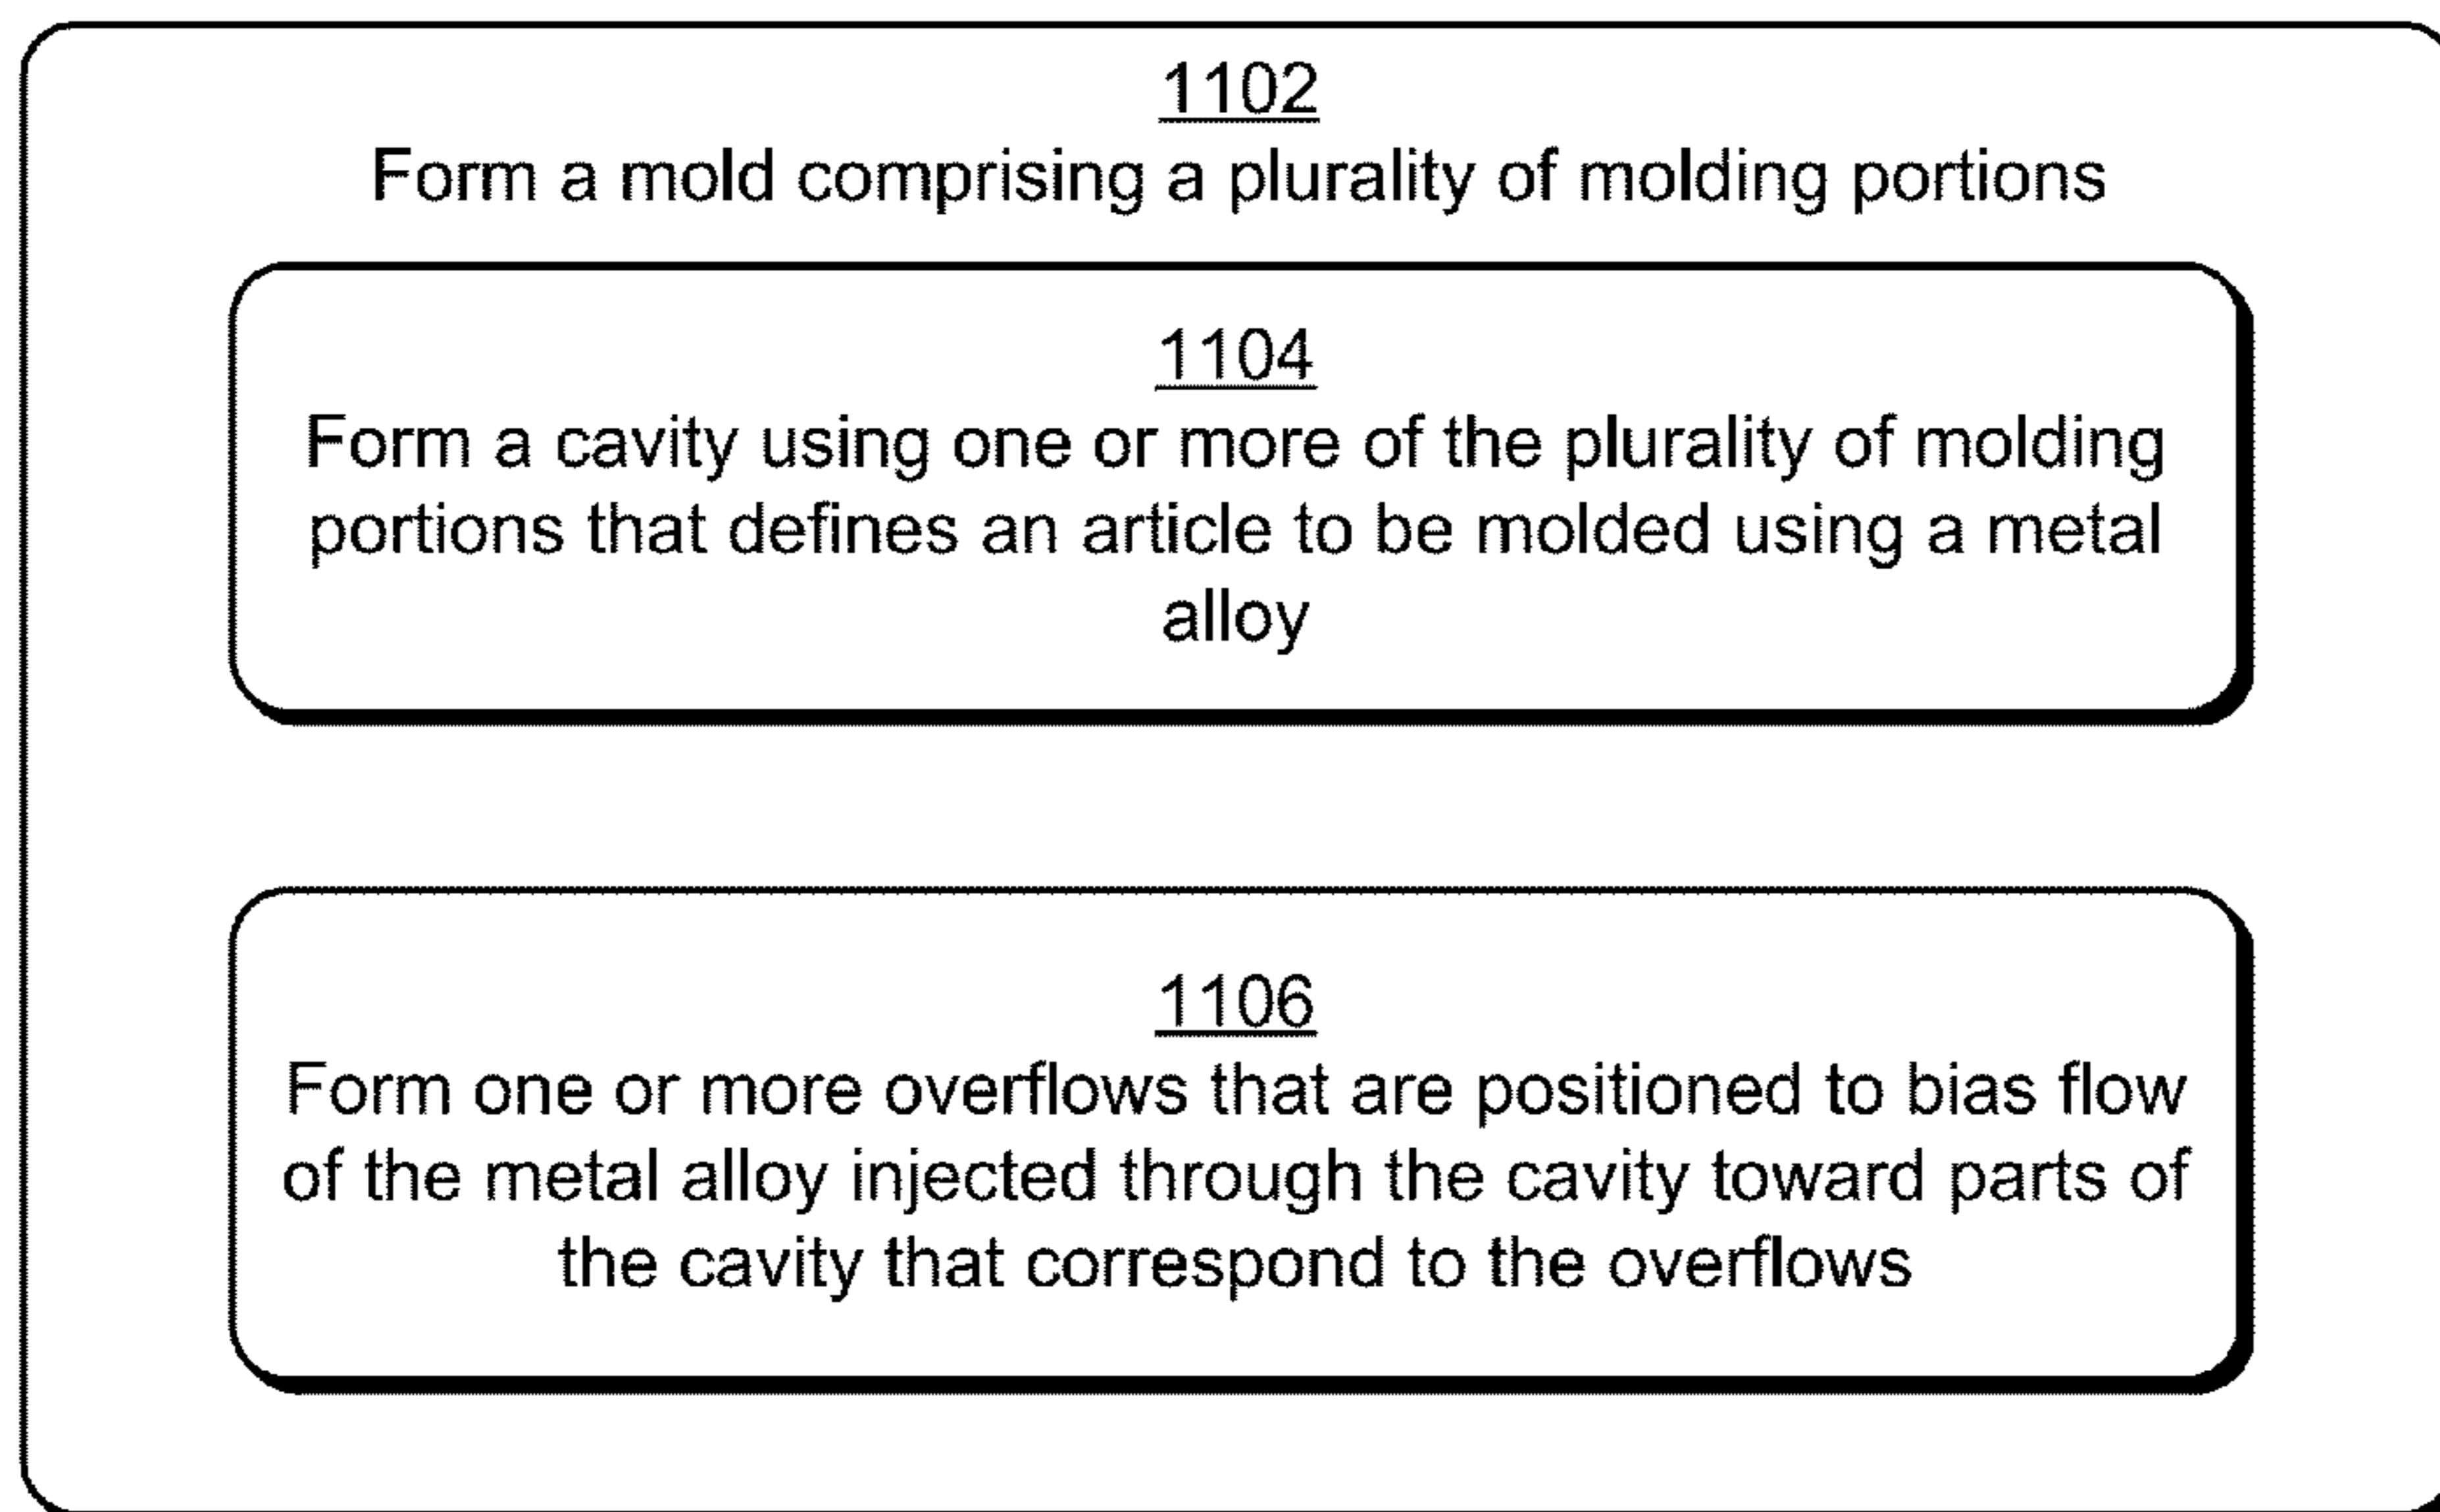 1102
Form a mold comprising a plurality of molding portions
1104
Form a cavity using one or more of the plurality of molding
portions that defines an article to be molded using a metal
alloy
1106
Form one or more overflows that are positioned to bias flow
of the metal alloy injected through the cavity toward parts of
the cavity that correspond to the overflows